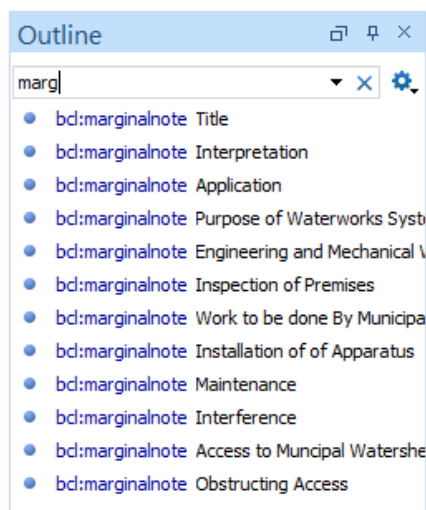 Outline
marg
bcl:marginalnote Title
bcl:marginalnote Interpretation
bcl:marginalnote Application
bcl:marginalnote Purpose of Waterworks Syst
bcl:marginalnote Engineering and Mechanical
bcl:marginalnote Inspection of Premises
bcl:marginalnote Work to be done By Municipa
bcl:marginalnote Installation of of Apparatus
bcl:marginalnote Maintenance
bcl:marginalnote Interference
bcl:marginalnote Access to Muncipal Watershe
bcl:marginalnote Obstructing Access